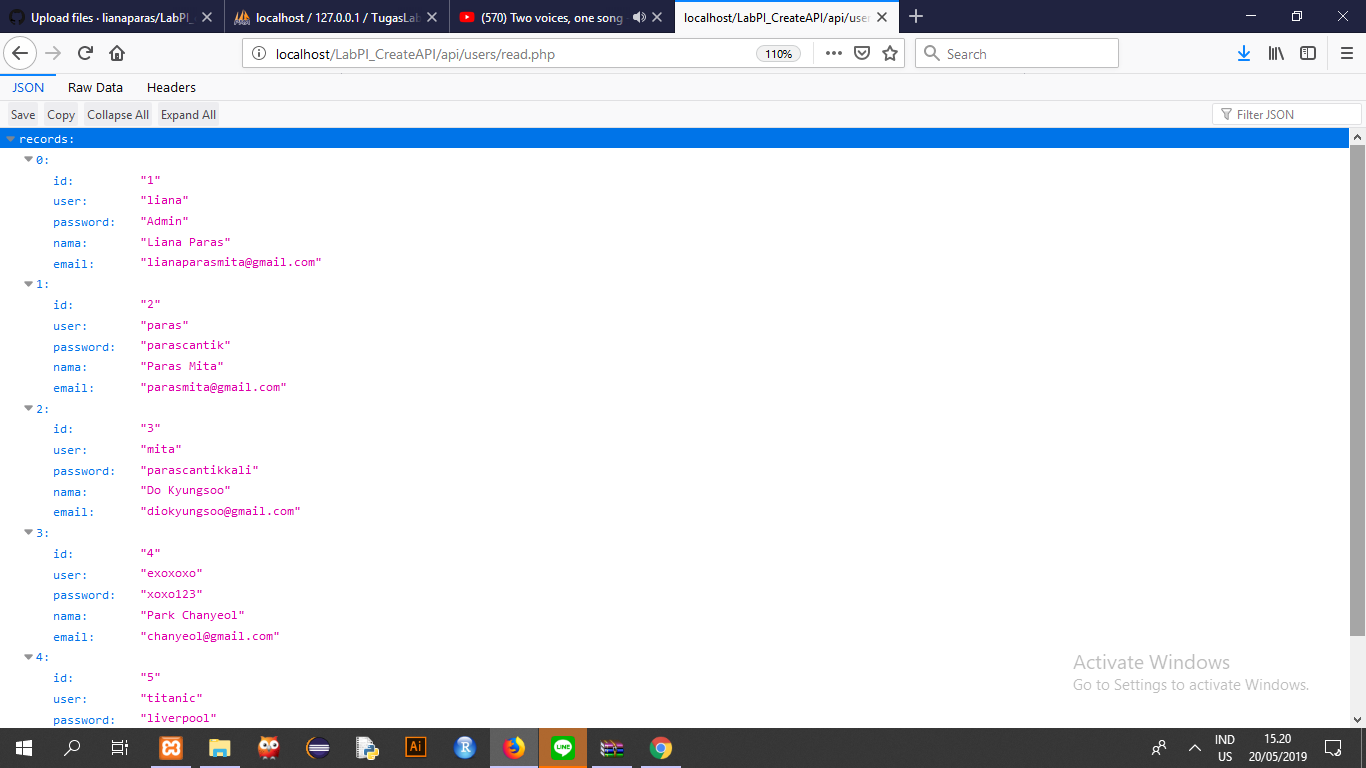 Upload files · lianaparas/LabPI_
localhost / 127.0.0.1 / TugasLab
(570) Two voices, one song
localhost/LabPI_CreateAPI/api/use
localhost/LabPI_CreateAPI/api/users/read.php
110%
Search
JSON Raw Data Headers
Save Copy Collapse All Expand All
Filter JSON
records:
0:
id: "1"
user: "liana"
password: "Admin"
nama: "Liana Paras"
email: "lianaparasmita@gmail.com"
1:
id: "2"
user: "paras"
password: "parascantik"
nama: "Paras Mita"
email: "parasmita@gmail.com"
2:
id: "3"
user: "mita"
password: "parascantikkali"
nama: "Do Kyungsoo"
email: "diokyungsoo@gmail.com"
3:
id: "4"
user: "exoxoxo"
password: "xoxo123"
nama: "Park Chanyeol"
email: "chanyeol@gmail.com"
4:
id: "5"
user: "titanic"
password: "liverpool"
Activate Windows
Go to Settings to activate Windows.
Ai
R
LINE
IND
US
15.20
20/05/2019